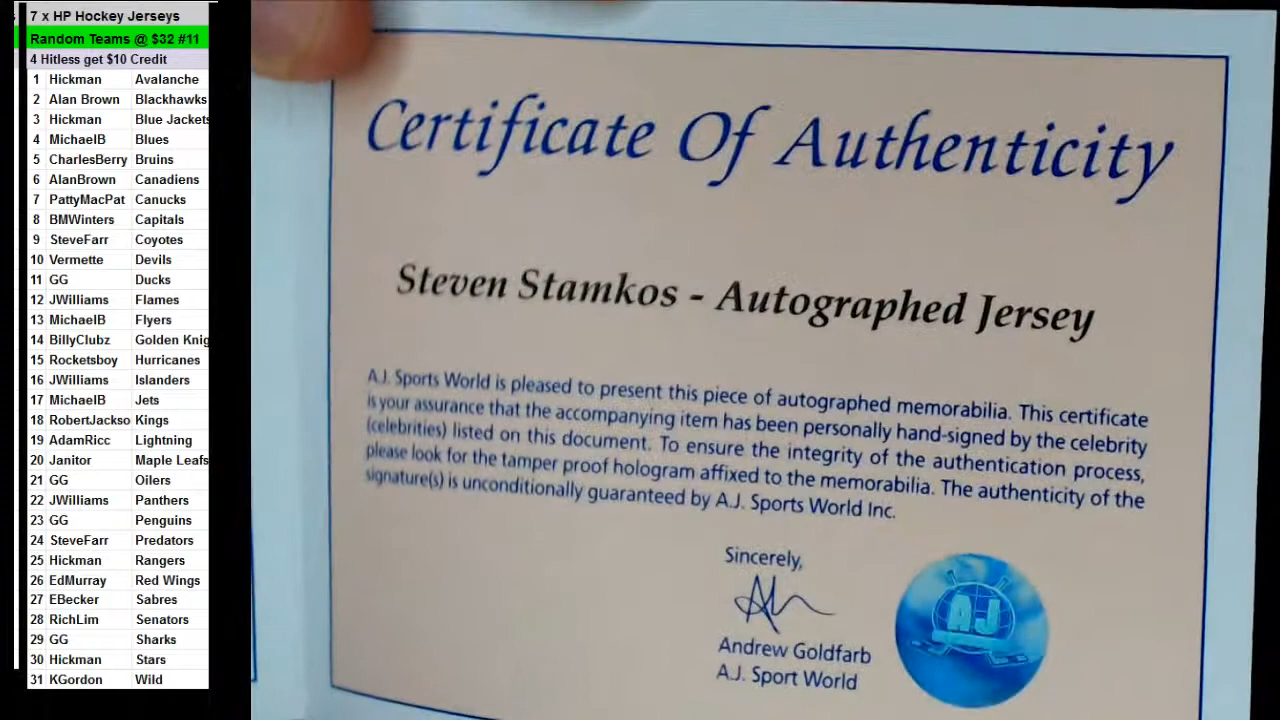 7 x HP Hockey Jerseys
Random Teams @ $32 #11
4 Hitless get $10 Credit
1 Hickman Avalanche
2 Alan Brown Blackhawks
3 Hickman Blue Jackets
4 MichaelB Blues
5 CharlesBerry Bruins
6 AlanBrown Canadiens
7 PattyMacPat Canucks
8 BMWinters Capitals
9 SteveFarr Coyotes
10 Vermette Devils
11 GG Ducks
12 JWilliams Flames
13 MichaelB Flyers
14 BillyClubz Golden Knig
15 Rocketsboy Hurricanes
16 JWilliams Islanders
17 MichaelB Jets
18 RobertJackso Kings
19 AdamRicc Lightning
20 Janitor Maple Leafs
21 GG Oilers
22 JWilliams Panthers
23 GG Penguins
24 SteveFarr Predators
25 Hickman Rangers
26 EdMurray Red Wings
27 EBecker Sabres
28 RichLim Senators
29 GG Sharks
30 Hickman Stars
31 KGordon Wild
Certificate Of Authenticity
Steven Stamkos - Autographed Jersey
A.J. Sports World is pleased to present this piece of autographed memorabilia. This certificate
is your assurance that the accompanying item has been personally hand-signed by the celebrity
(celebrities) listed on this document. To ensure the integrity of the authentication process,
please look for the tamper proof hologram affixed to the memorabilia. The authenticity of the
signature(s) is unconditionally guaranteed by A.J. Sports World Inc.
Sincerely,
Andrew Goldfarb
A.J. Sport World
AJ